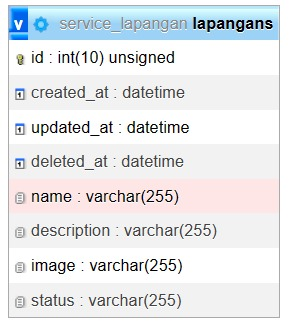 v service_lapangan lapangans
id : int(10) unsigned
created_at : datetime
updated_at : datetime
deleted_at : datetime
name : varchar(255)
description : varchar(255)
image : varchar(255)
status : varchar(255)